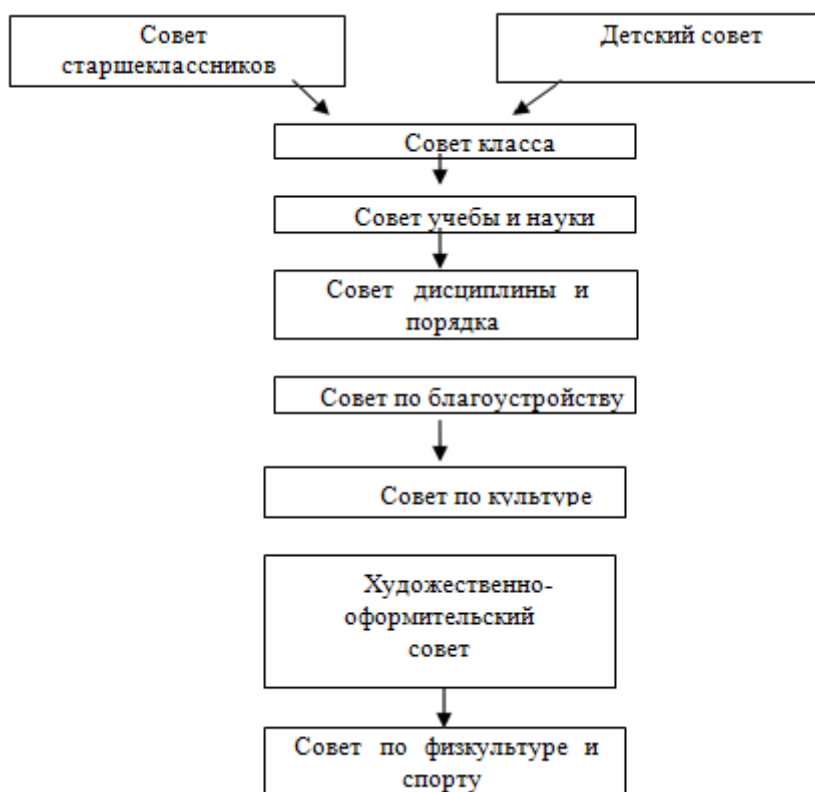 Совет
старшеклассников
Детский совет
Совет класса
Совет учебы и науки
Совет дисциплины и
порядка
Совет по благоустройству
Совет по культуре
Художественно-
оформительский
совет
Совет по физкультуре и
спорту